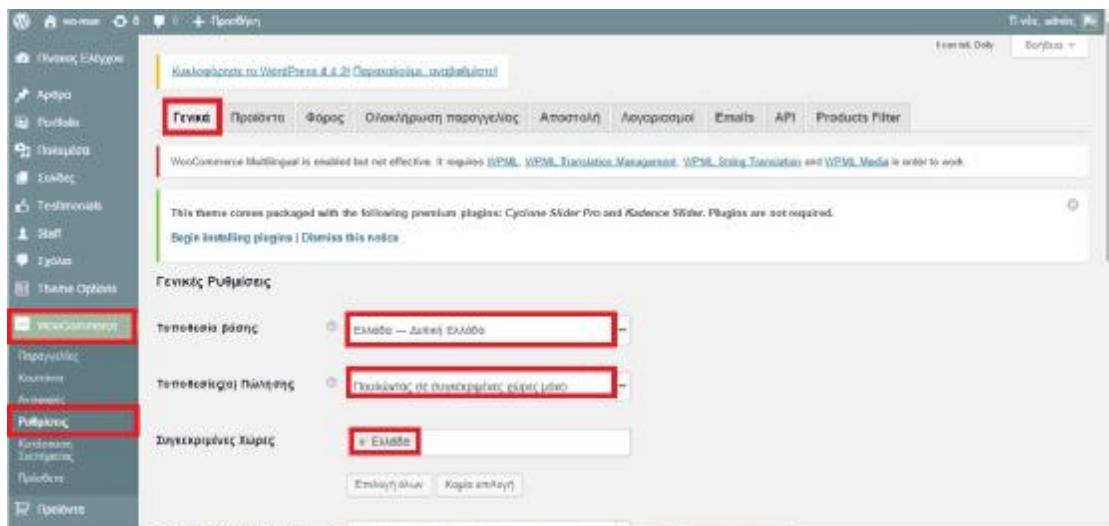 wo-man 0 + Προσθήκη
Γεια, admin
Πίνακας Ελέγχου
Άρθρα
Portfolio
Πολυμέσα
Σελίδες
Testimonials
Staff
Σχόλια
Theme Options
WooCommerce
Παραγγελίες
Κουπόνια
Αναφορές
Ρυθμίσεις
Κατάσταση
Συστήματος
Πρόσθετα
Προϊόντα
Βοήθεια
Κυκλοφόρησε το WordPress 4.4.2! Παρακαλούμε, αναβαθμίστε!
Γενικά Προϊόντα Φόρος Ολοκλήρωση παραγγελίας Αποστολή Λογαριασμοί Emails API Products Filter
WooCommerce Multilingual is enabled but not effective. It requires WPML, WPML Translation Management, WPML String Translation and WPML Media in order to work.
This theme comes packaged with the following premium plugins: Cyclone Slider Pro and Kadence Slider. Plugins are not required.
Begin installing plugins | Dismiss this notice
Γενικές Ρυθμίσεις
Τοποθεσία βάσης
Ελλάδα — Δυτική Ελλάδα
Τοποθεσίες(α) Πώλησης
Πουλώντας σε συγκεκριμένες χώρες μόνο
Συγκεκριμένες Χώρες
× Ελλάδα
Επιλογή όλων Καμία επιλογή